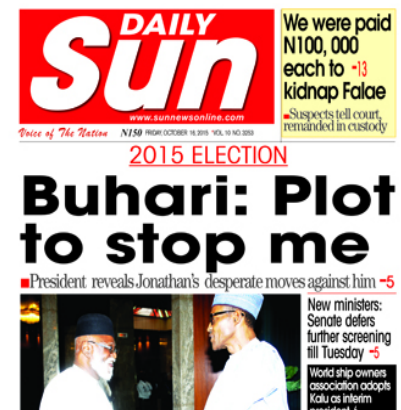 DAILY
Sun
www.sunnewsonline.com
We were paid
N100, 000
each to -13
kidnap Falae
Suspects tell court,
remanded in custody
Voice of The Nation N150 FRIDAY, OCTOBER 16, 2015 *VOL. 10 NO. 3253
2015 ELECTION
Buhari: Plot
to stop me
President reveals Jonathan's desperate moves against him -5
New ministers:
Senate defers
further screening
till Tuesday -5
World ship owners
association adopts
Kalu as interim
president 6